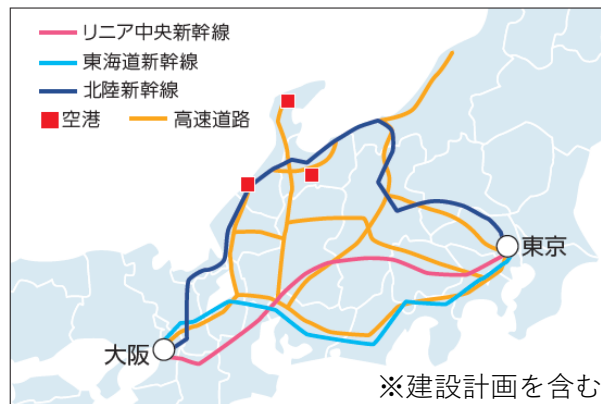 リニア中央新幹線
東海道新幹線
北陸新幹線
空港 高速道路
東京
大阪
※建設計画を含む